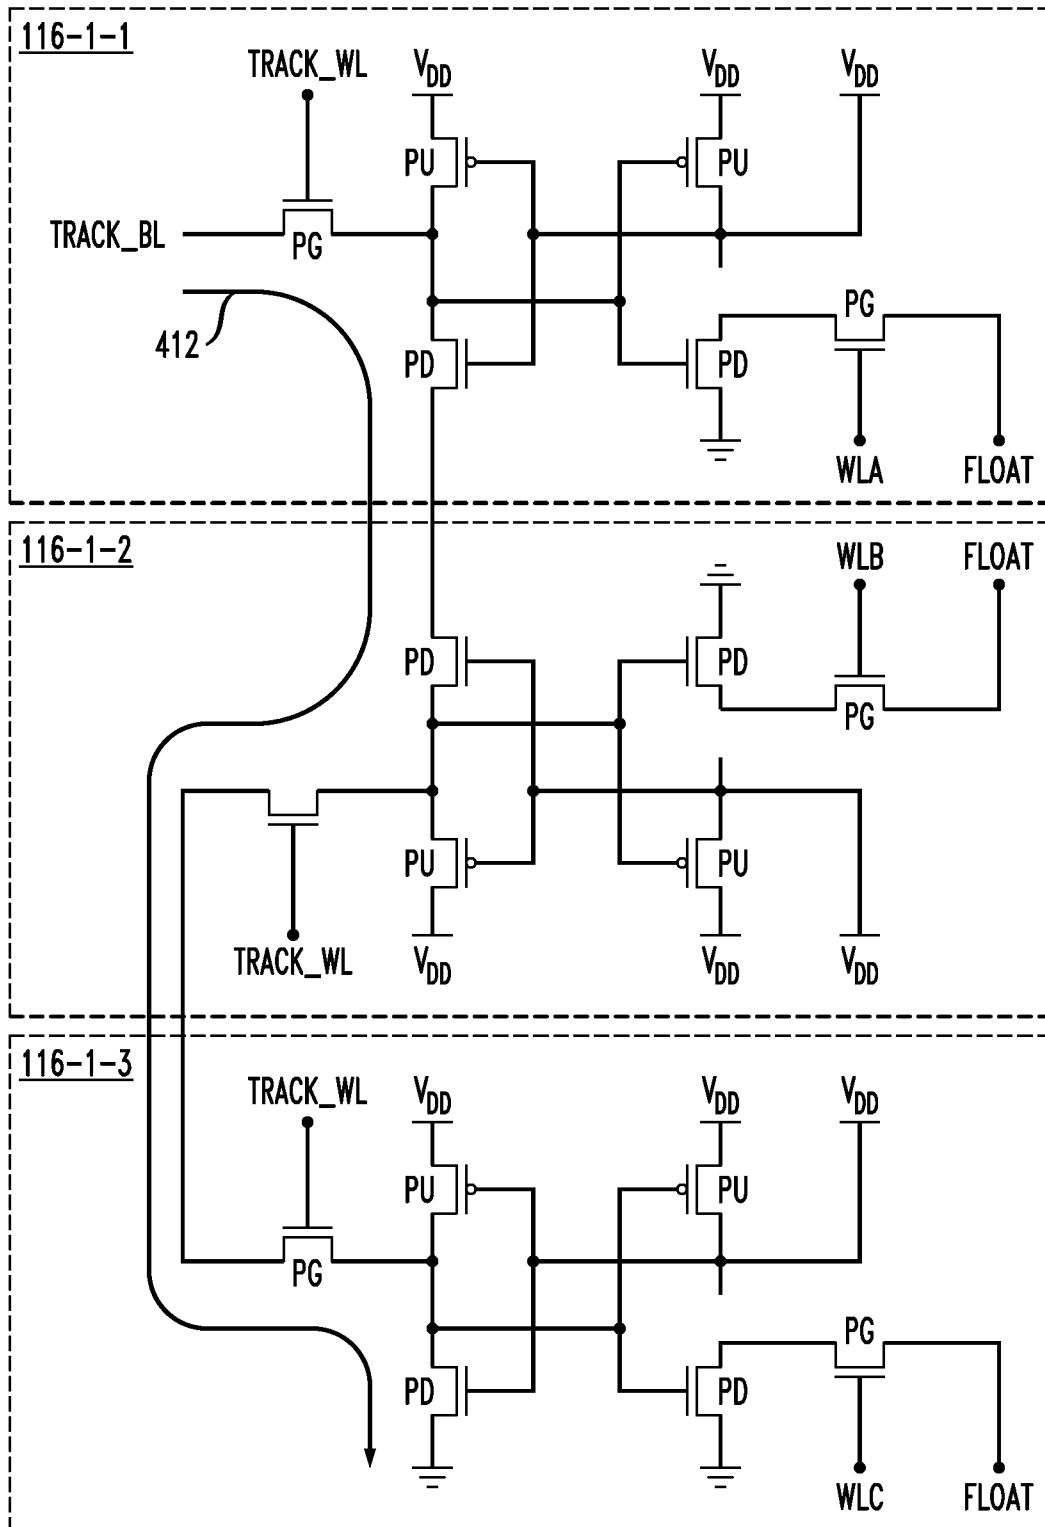 116-1-1
TRACK_WL
VDD
VDD
VDD
PU
PU
TRACK_BL
PG
PG
412
PD
PD
WLA
FLOAT
116-1-2
WLB
FLOAT
PD
PD
PG
PU
PU
TRACK_WL
VDD
VDD
VDD
116-1-3
TRACK_WL
VDD
VDD
VDD
PU
PU
PG
PG
PD
PD
WLC
FLOAT